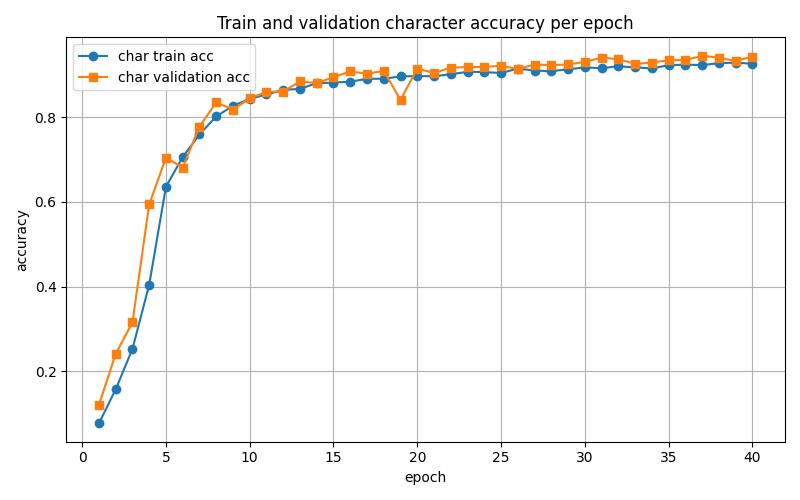 Train and validation character accuracy per epoch
char train acc
char validation acc
0.8
0.6
0.4
0.2
accuracy
0 5 10 15 20 25 30 35 40
epoch